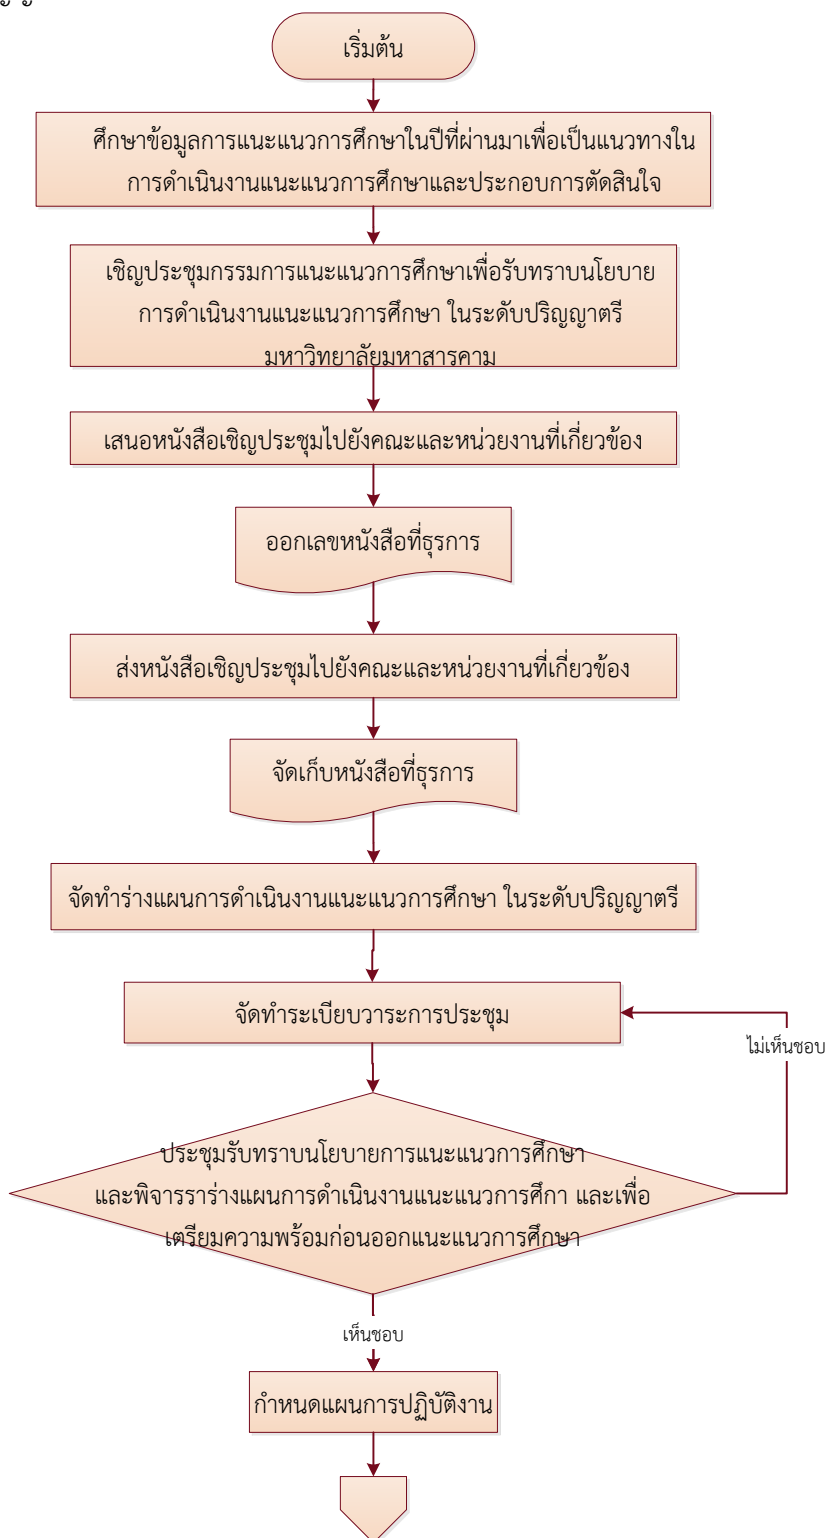 เริ่มต้น
ศึกษาข้อมูลการแนะแนวการศึกษาในปีที่ผ่านมาเพื่อเป็นแนวทางใน
การดำเนินงานแนะแนวการศึกษาและประกอบการตัดสินใจ
เชิญประชุมกรรมการแนะแนวการศึกษาเพื่อรับทราบนโยบาย
การดำเนินงานแนะแนวการศึกษา ในระดับปริญญาตรี
มหาวิทยาลัยมหาสารคาม
เสนอหนังสือเชิญประชุมไปยังคณะและหน่วยงานที่เกี่ยวข้อง
ออกเลขหนังสือที่ธุรการ
ส่งหนังสือเชิญประชุมไปยังคณะและหน่วยงานที่เกี่ยวข้อง
จัดเก็บหนังสือที่ธุรการ
จัดทำร่างแผนการดำเนินงานแนะแนวการศึกษา ในระดับปริญญาตรี
จัดทำระเบียบวาระการประชุม
ไม่เห็นชอบ
ประชุมรับทราบนโยบายการแนะแนวการศึกษา
และพิจารราร่างแผนการดำเนินงานแนะแนวการศึกา และเพื่อ
เตรียมความพร้อมก่อนออกแนะแนวการศึกษา
เห็นชอบ
กำหนดแผนการปฏิบัติงาน